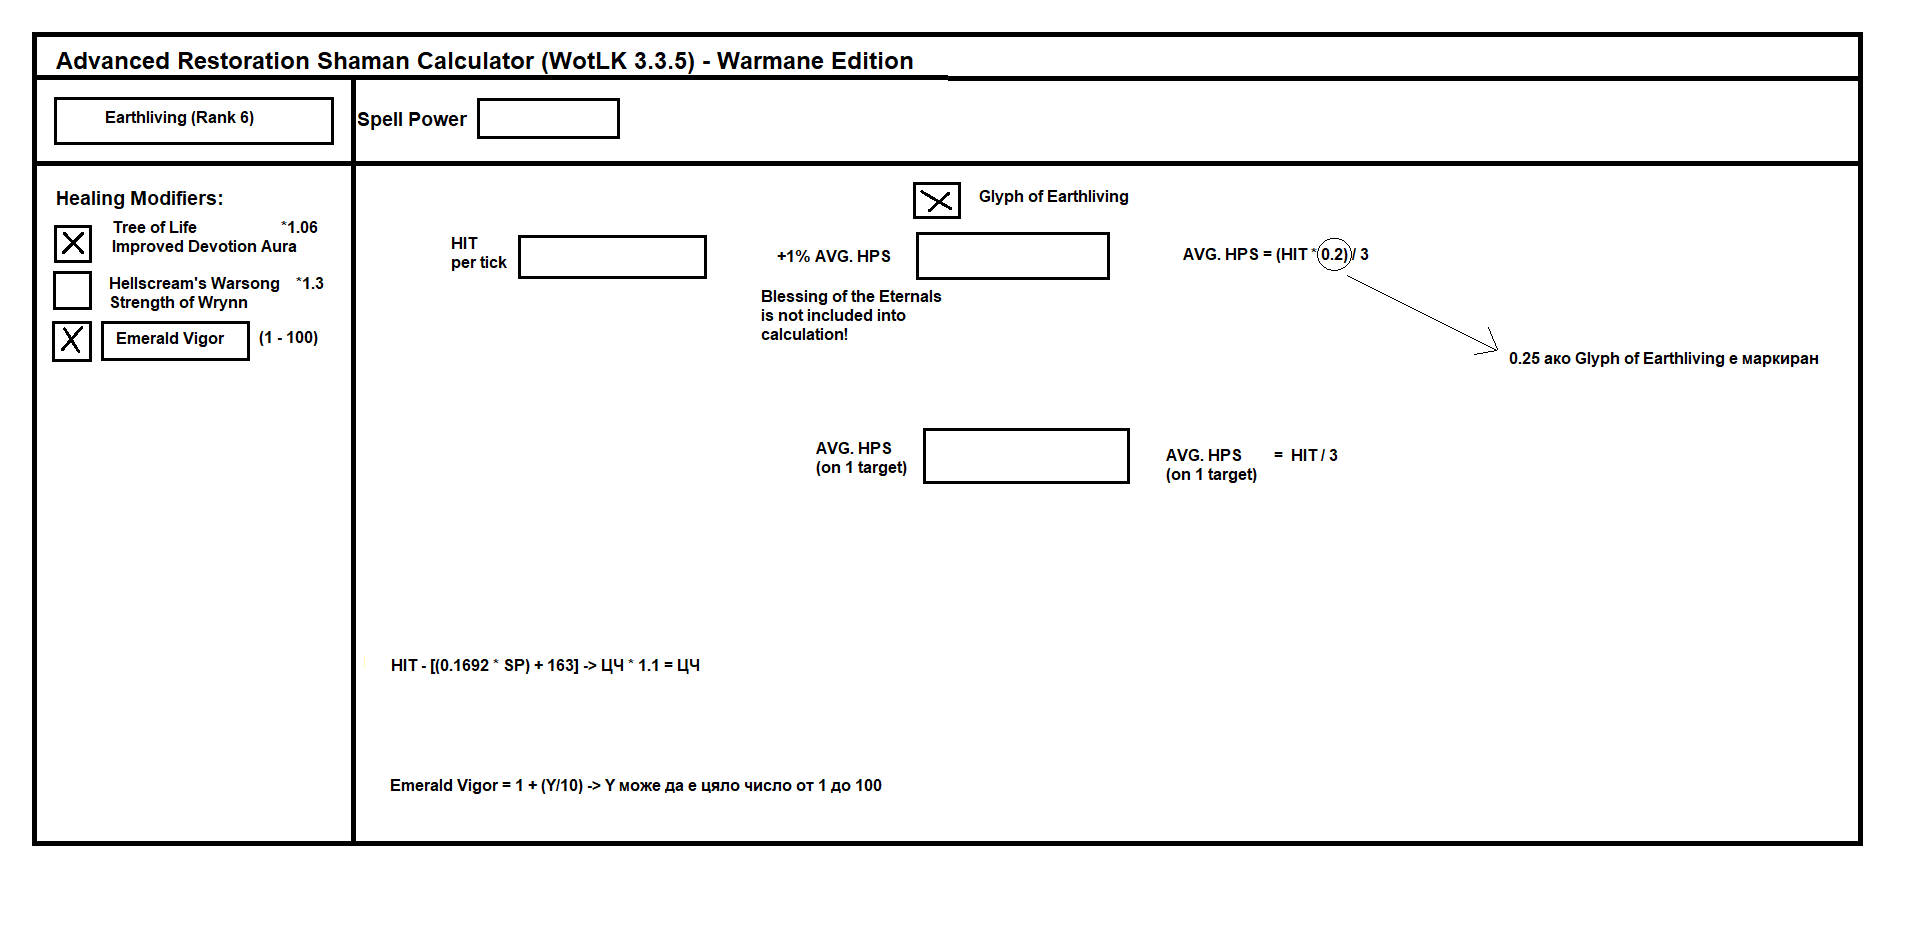 Advanced Restoration Shaman Calculator (WotLK 3.3.5) - Warmane Edition
Earthliving (Rank 6)
Spell Power
Healing Modifiers:
Tree of Life *1.06
Improved Devotion Aura
Hellscream's Warsong *1.3
Strength of Wrynn
Emerald Vigor (1 - 100)
Glyph of Earthliving
HIT
per tick
+1% AVG. HPS
AVG. HPS = (HIT * 0.2) / 3
Blessing of the Eternals
is not included into
calculation!
0.25 ако Glyph of Earthliving е маркиран
AVG. HPS
(on 1 target)
AVG. HPS = HIT / 3
(on 1 target)
HIT - [(0.1692 * SP) + 163] -> ЦЧ * 1.1 = ЦЧ
Emerald Vigor = 1 + (Y/10) -> Y може да е цяло число от 1 до 100